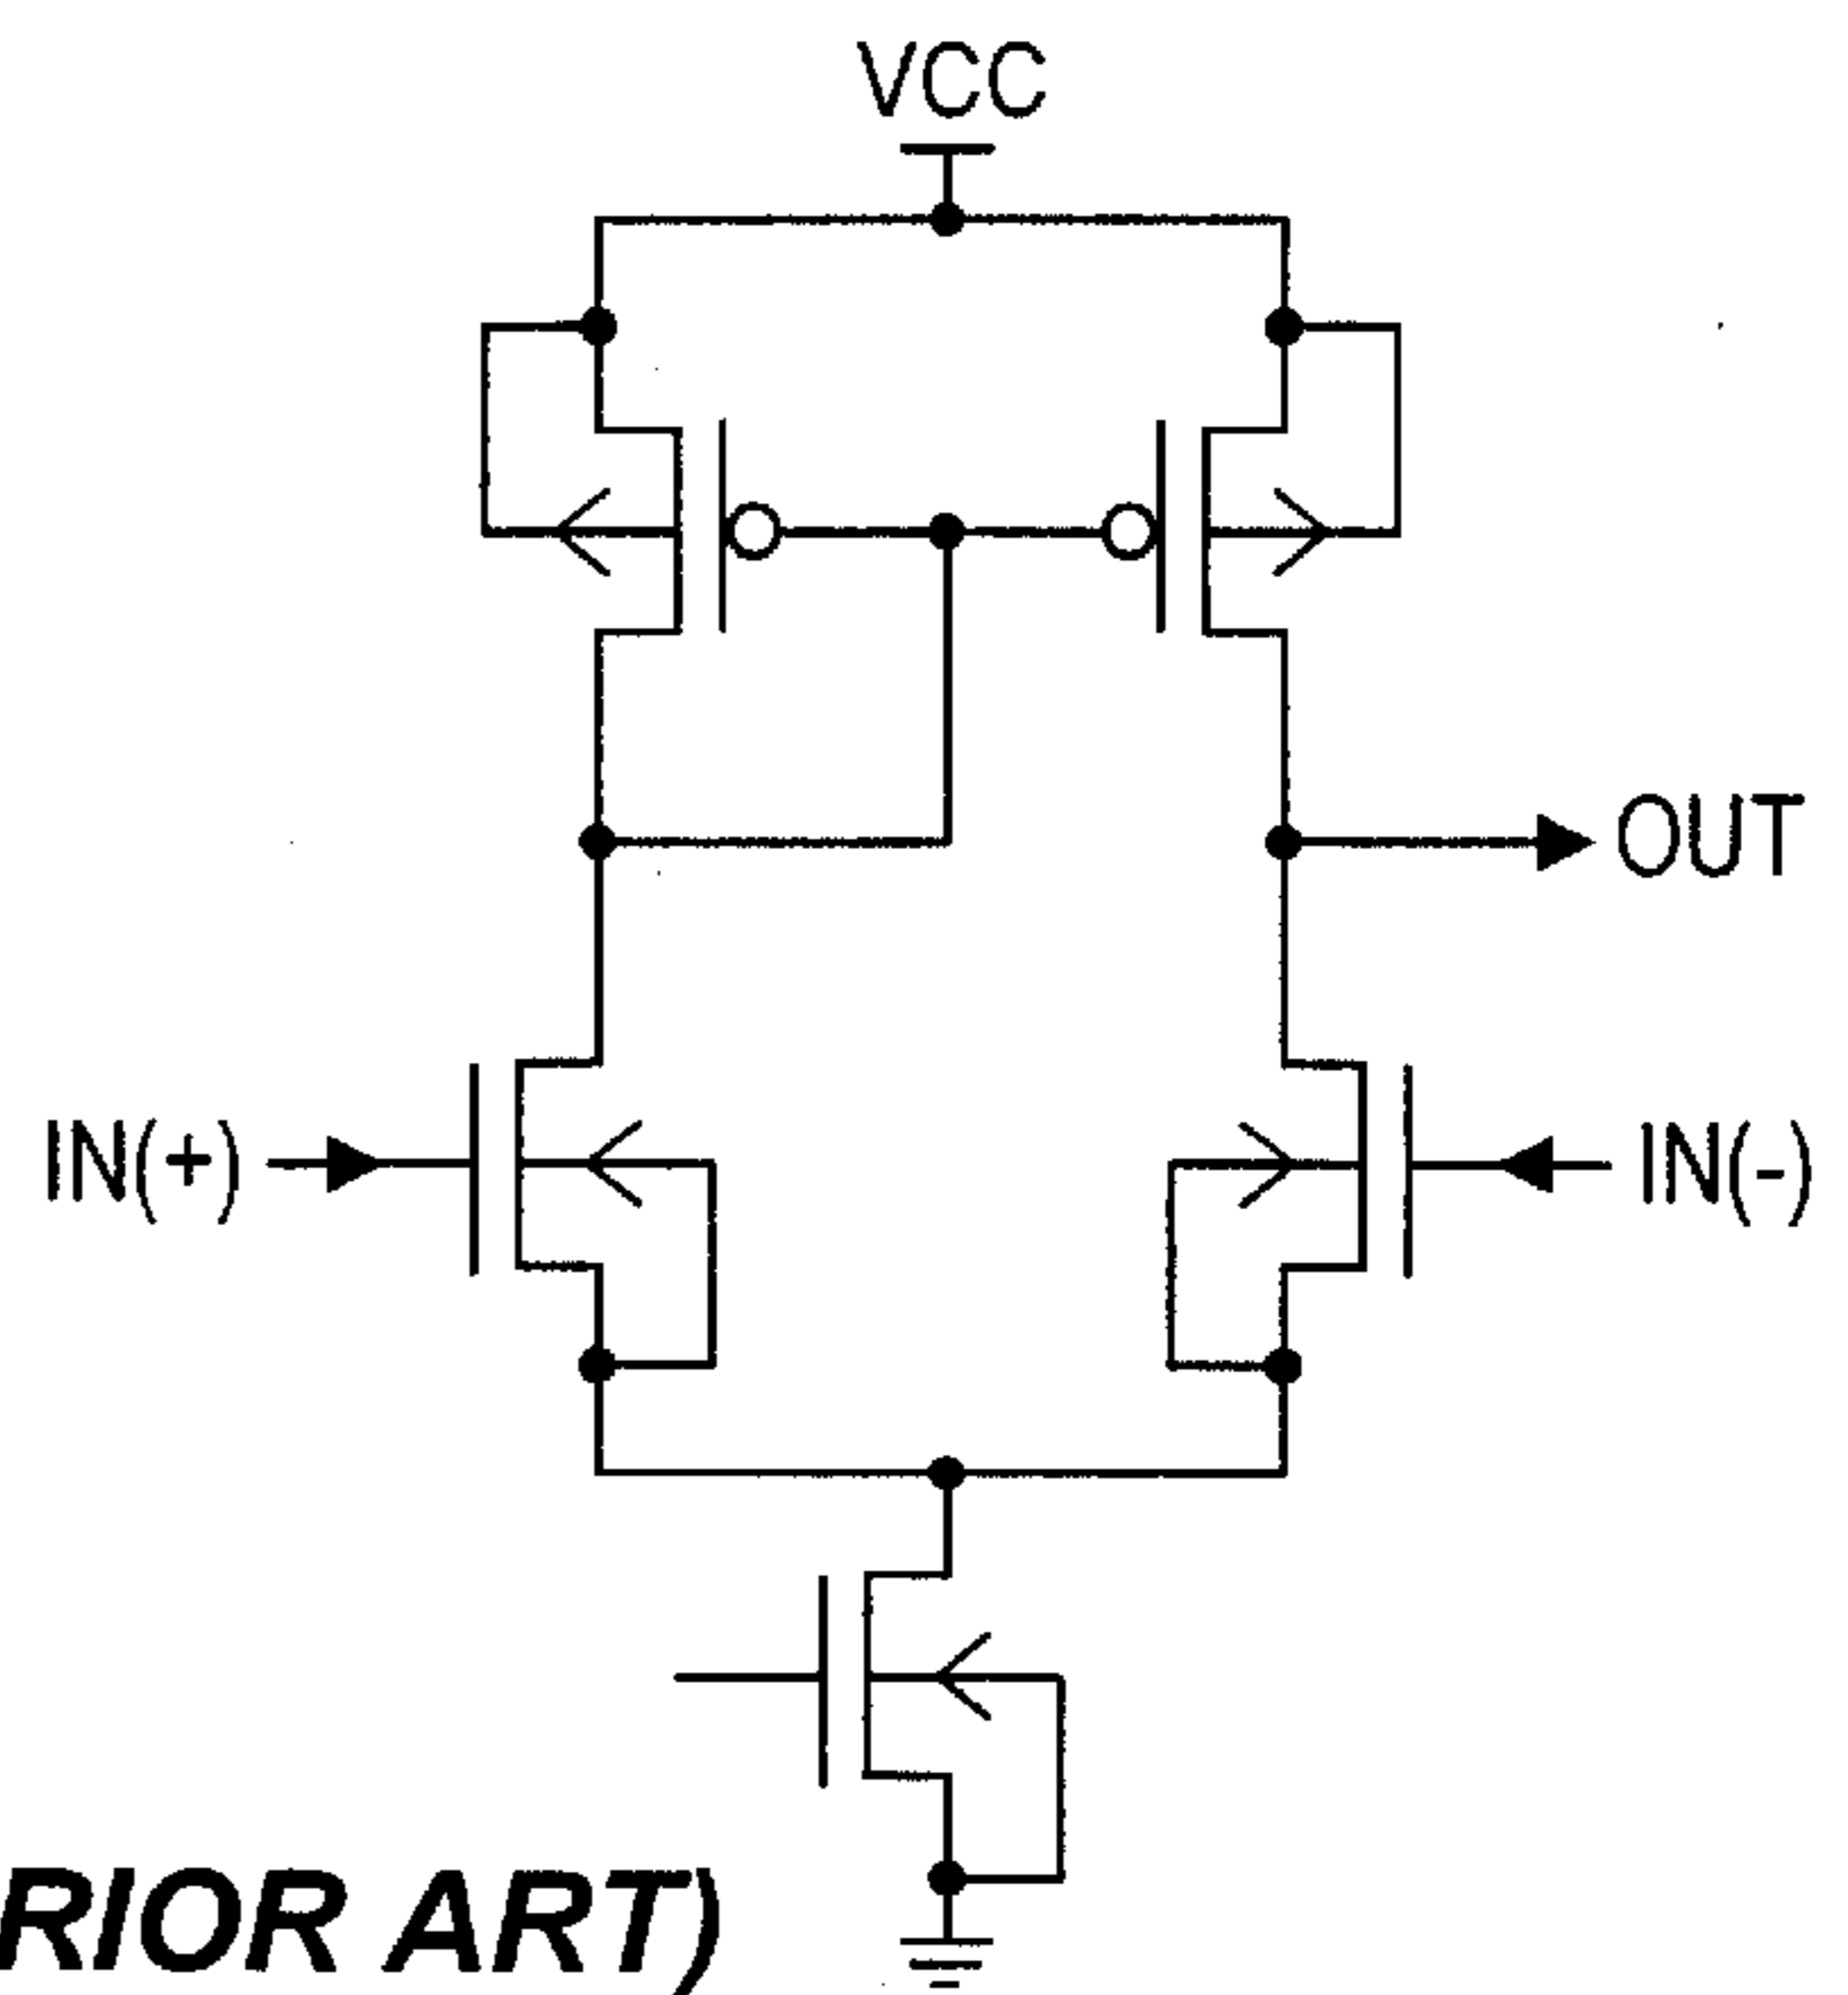 VCC
OUT
IN(+)
IN(-)
RIOR ART)